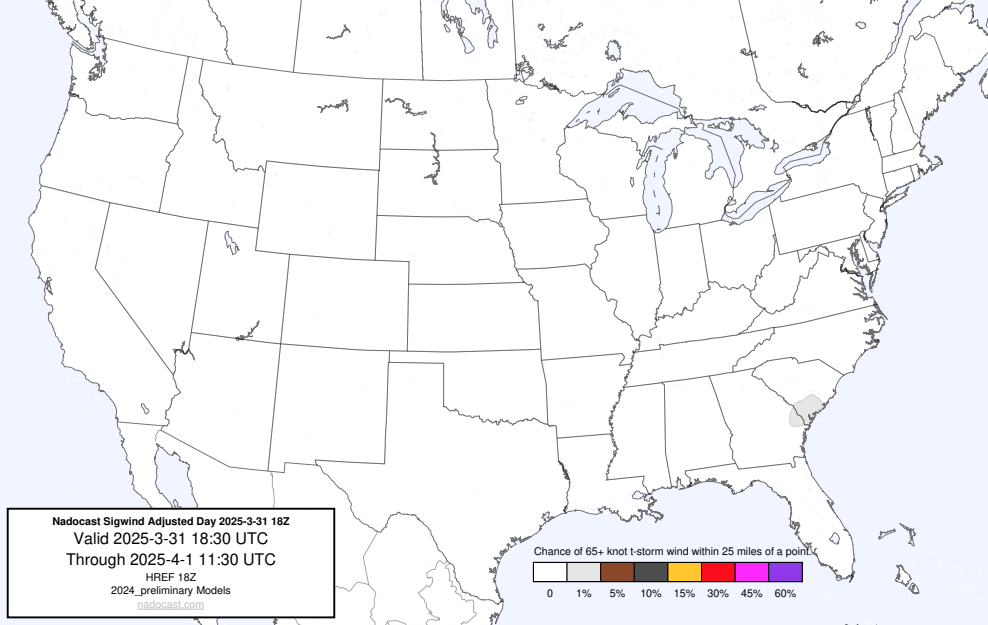 Nadocast Sigwind Adjusted Day 2025-3-31 18Z
Valid 2025-3-31 18:30 UTC
Through 2025-4-1 11:30 UTC
HREF 18Z
2024_preliminary Models
nadocast.com
Chance of 65+ knot t-storm wind within 25 miles of a point.
0 1% 5% 10% 15% 30% 45% 60%